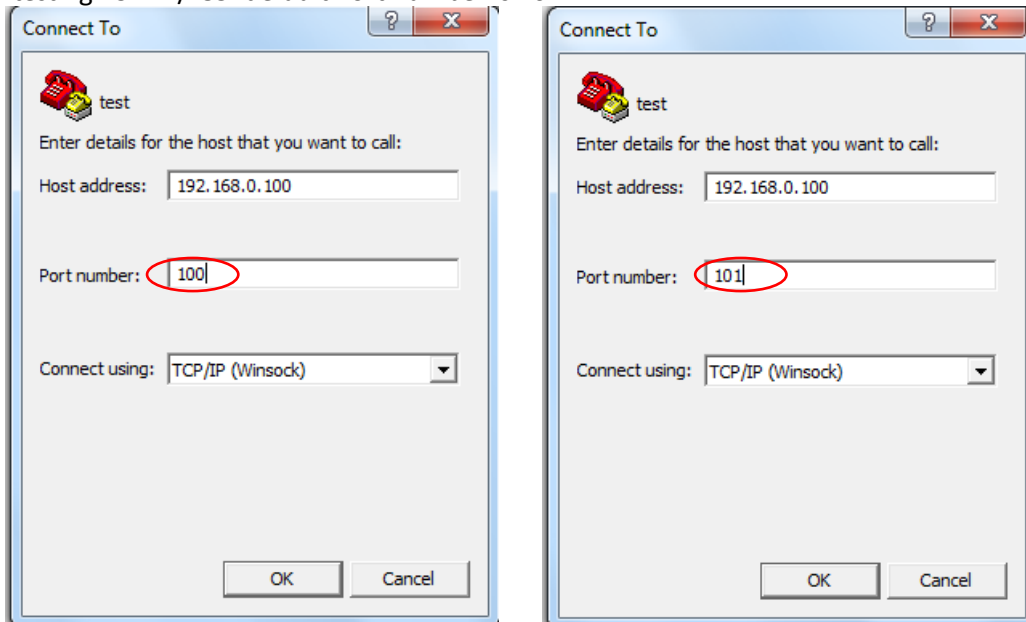 Connect To
test
Enter details for the host that you want to call:
Host address: 192.168.0.100
Port number: 100
Connect using: TCP/IP (Winsock)
OK Cancel
Connect To
test
Enter details for the host that you want to call:
Host address: 192.168.0.100
Port number: 101
Connect using: TCP/IP (Winsock)
OK Cancel